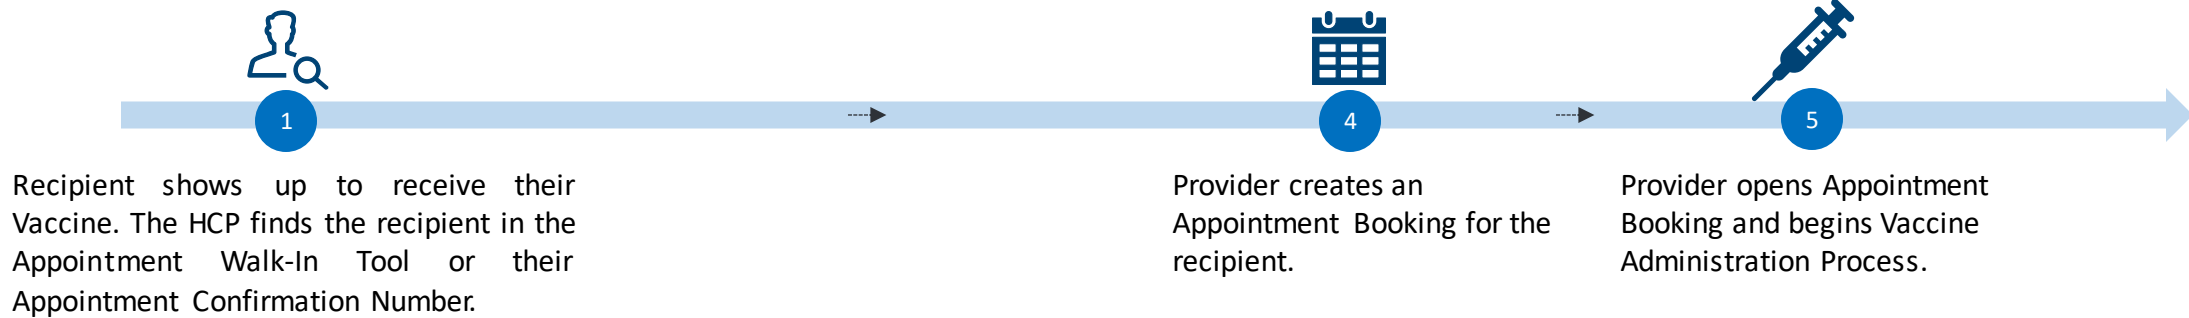 1
Recipient shows up to receive their
Vaccine. The HCP finds the recipient in the
Appointment Walk-In Tool or their
Appointment Confirmation Number.
4
Provider creates an
Appointment Booking for the
recipient.
5
Provider opens Appointment
Booking and begins Vaccine
Administration Process.